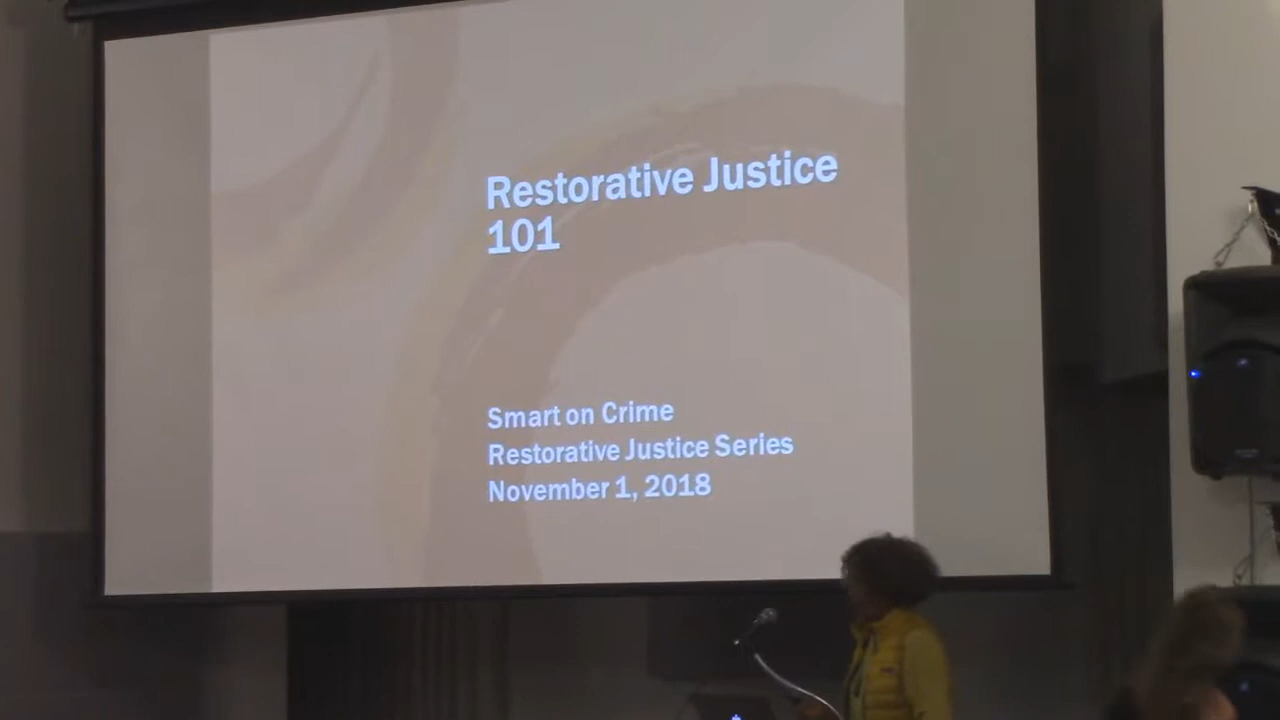 Restorative Justice
101
Smart on Crime
Restorative Justice Series
November 1, 2018